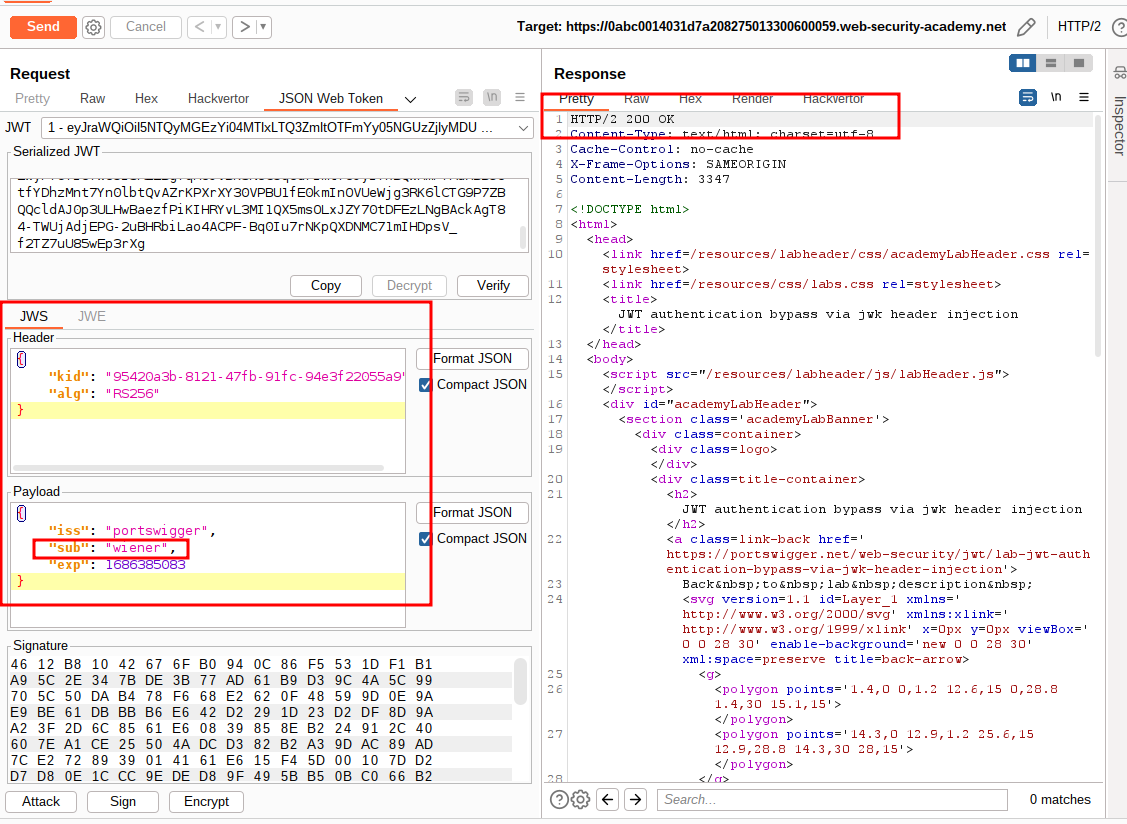 Send Cancel < > Target: https://0abc0014031d7a208275013300600059.web-security-academy.net HTTP/2
Request
Pretty Raw Hex Hackvertor JSON Web Token \n
JWT 1 - eyJraWQiOiI5NTQyMGEzYi04MTIxLTQ3ZmItOTFmYy05NGUzZjIyMDU ...
Serialized JWT
tfYDhzMnt7Yn0lbtQvAZrKPXrXY30VPBU1fE0kmInOVUeWjg3RK6lCTG9P7ZB
QQcldAJ0p3ULHwBaezfPiKIHRYvL3MI1QX5msOLxJZY70tDFEzLNgBAckAgT8
4-TWUjAdjEPG-2uBHRbiLao4ACPF-Bq0Iu7rNKpQXDNMC71mIHDpsV_
f2TZ7uU85wEp3rXg
Copy Decrypt Verify
JWS JWE
Header
{
"kid": "95420a3b-8121-47fb-91fc-94e3f22055a9"
"alg": "RS256"
}
Format JSON
Compact JSON
Payload
{
"iss": "portswigger",
"sub": "wiener",
"exp": 1686385083
}
Format JSON
Compact JSON
Signature
46 12 B8 10 42 67 6F B0 94 0C 86 F5 53 1D F1 B1
A9 5C 2E 34 7B DE 3B 77 AD 61 B9 D3 9C 4A 5C 99
70 5C 50 DA B4 78 F6 68 E2 62 0F 48 59 9D 0E 9A
E9 BE 61 DB BB B6 E6 42 D2 29 1D 23 D2 DF 8D 9A
A2 3F 2D 6C 85 61 E6 08 39 85 8E B2 24 91 2C 40
60 7E A1 CE 25 50 4A DC D3 82 B2 A3 9D AC 89 AD
7C E2 72 89 39 01 41 61 E6 15 F4 5D 00 10 7D D2
D7 D8 0E 1C CC 9E DE D8 9F 49 5B B5 0B C0 66 B2
Attack Sign Encrypt
Response
Pretty Raw Hex Render Hackvertor \n
1 HTTP/2 200 OK
2 Content-Type: text/html; charset=utf-8
3 Cache-Control: no-cache
4 X-Frame-Options: SAMEORIGIN
5 Content-Length: 3347
6
7 <!DOCTYPE html>
8 <html>
9 <head>
10 <link href=/resources/labheader/css/academyLabHeader.css rel=
stylesheet>
11 <link href=/resources/css/labs.css rel=stylesheet>
12 <title>
JWT authentication bypass via jwk header injection
</title>
13 </head>
14 <body>
15 <script src="/resources/labheader/js/labHeader.js">
</script>
16 <div id="academyLabHeader">
17 <section class='academyLabBanner'>
18 <div class=container>
19 <div class=logo>
</div>
20 <div class=title-container>
21 <h2>
JWT authentication bypass via jwk header injection
</h2>
22 <a class=link-back href='
https://portswigger.net/web-security/jwt/lab-jwt-auth
entication-bypass-via-jwk-header-injection'>
23 Back&nbsp;to&nbsp;lab&nbsp;description&nbsp;
24 <svg version=1.1 id=Layer_1 xmlns='
http://www.w3.org/2000/svg' xmlns:xlink='
http://www.w3.org/1999/xlink' x=0px y=0px viewBox='
0 0 28 30' enable-background='new 0 0 28 30'
xml:space=preserve title=back-arrow>
25 <g>
26 <polygon points='1.4,0 0,1.2 12.6,15 0,28.8
1.4,30 15.1,15'>
</polygon>
27 <polygon points='14.3,0 12.9,1.2 25.6,15
12.9,28.8 14.3,30 28,15'>
</polygon>
28 </g>
Search... 0 matches
Inspector